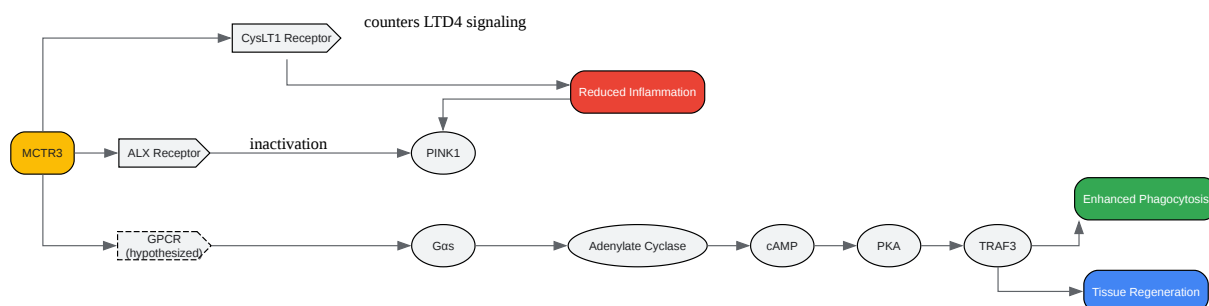 counters LTD4 signaling
CysLT1 Receptor
Reduced Inflammation
MCTR3
ALX Receptor
inactivation
PINK1
Enhanced Phagocytosis
GPCR
(hypothesized)
Gαs
Adenylate Cyclase
cAMP
PKA
TRAF3
Tissue Regeneration